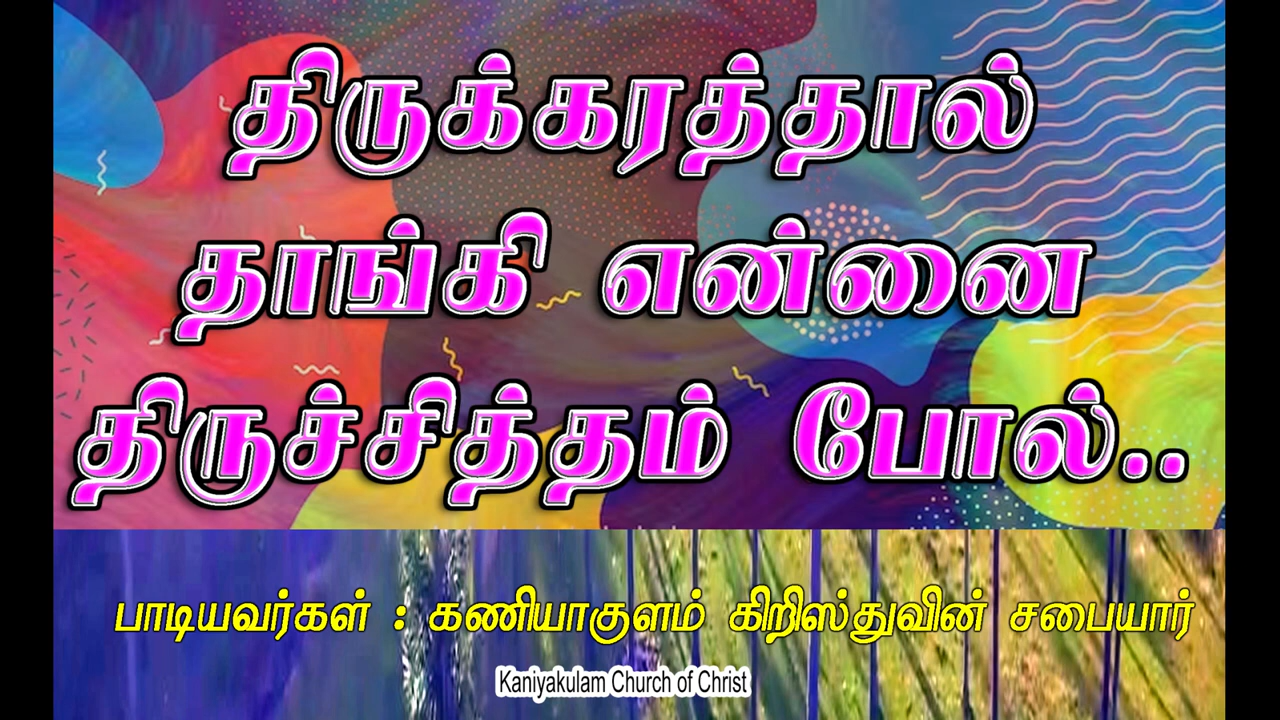 திருக்கரத்தால்
தாங்கி என்னை
திருச்சித்தம் போல்..
பாடியவர்கள் : கணியாகுளம் கிறிஸ்துவின் சபையார்
Kaniyakulam Church of Christ